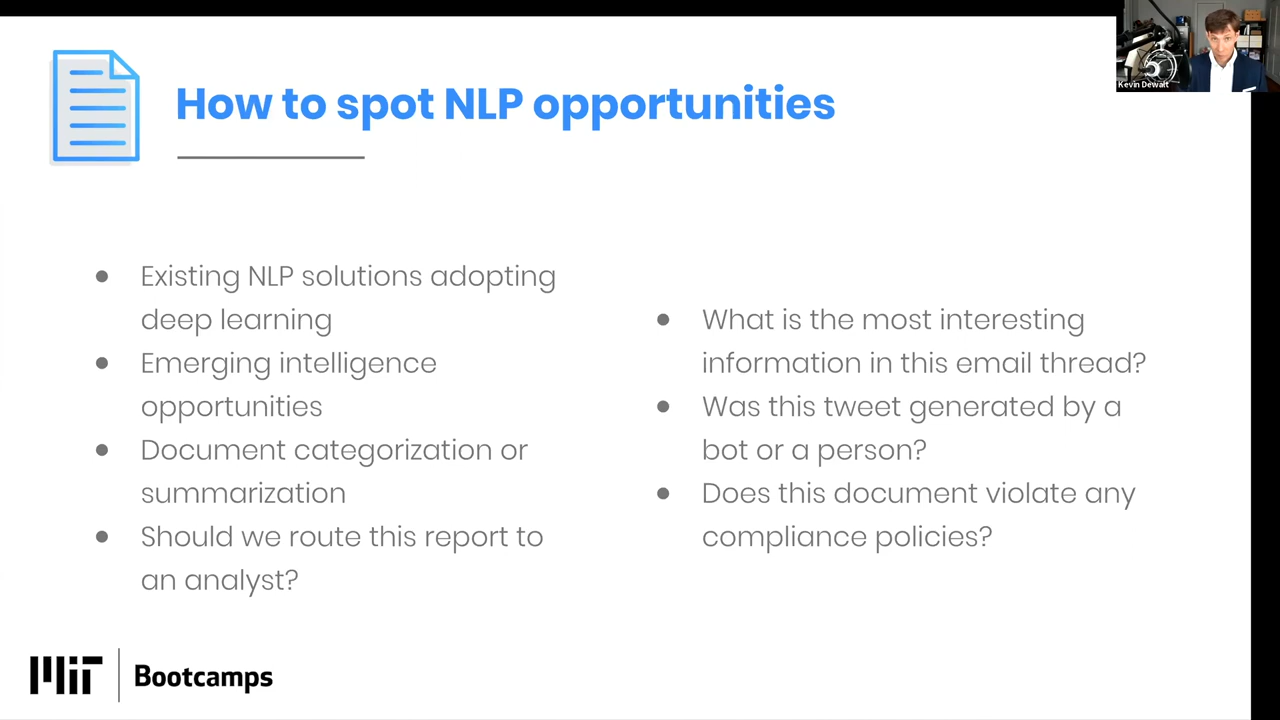 Kevin Dewalt
How to spot NLP opportunities
● Existing NLP solutions adopting
deep learning
● Emerging intelligence
opportunities
● Document categorization or
summarization
● Should we route this report to
an analyst?
● What is the most interesting
information in this email thread?
● Was this tweet generated by a
bot or a person?
● Does this document violate any
compliance policies?
MIT Bootcamps